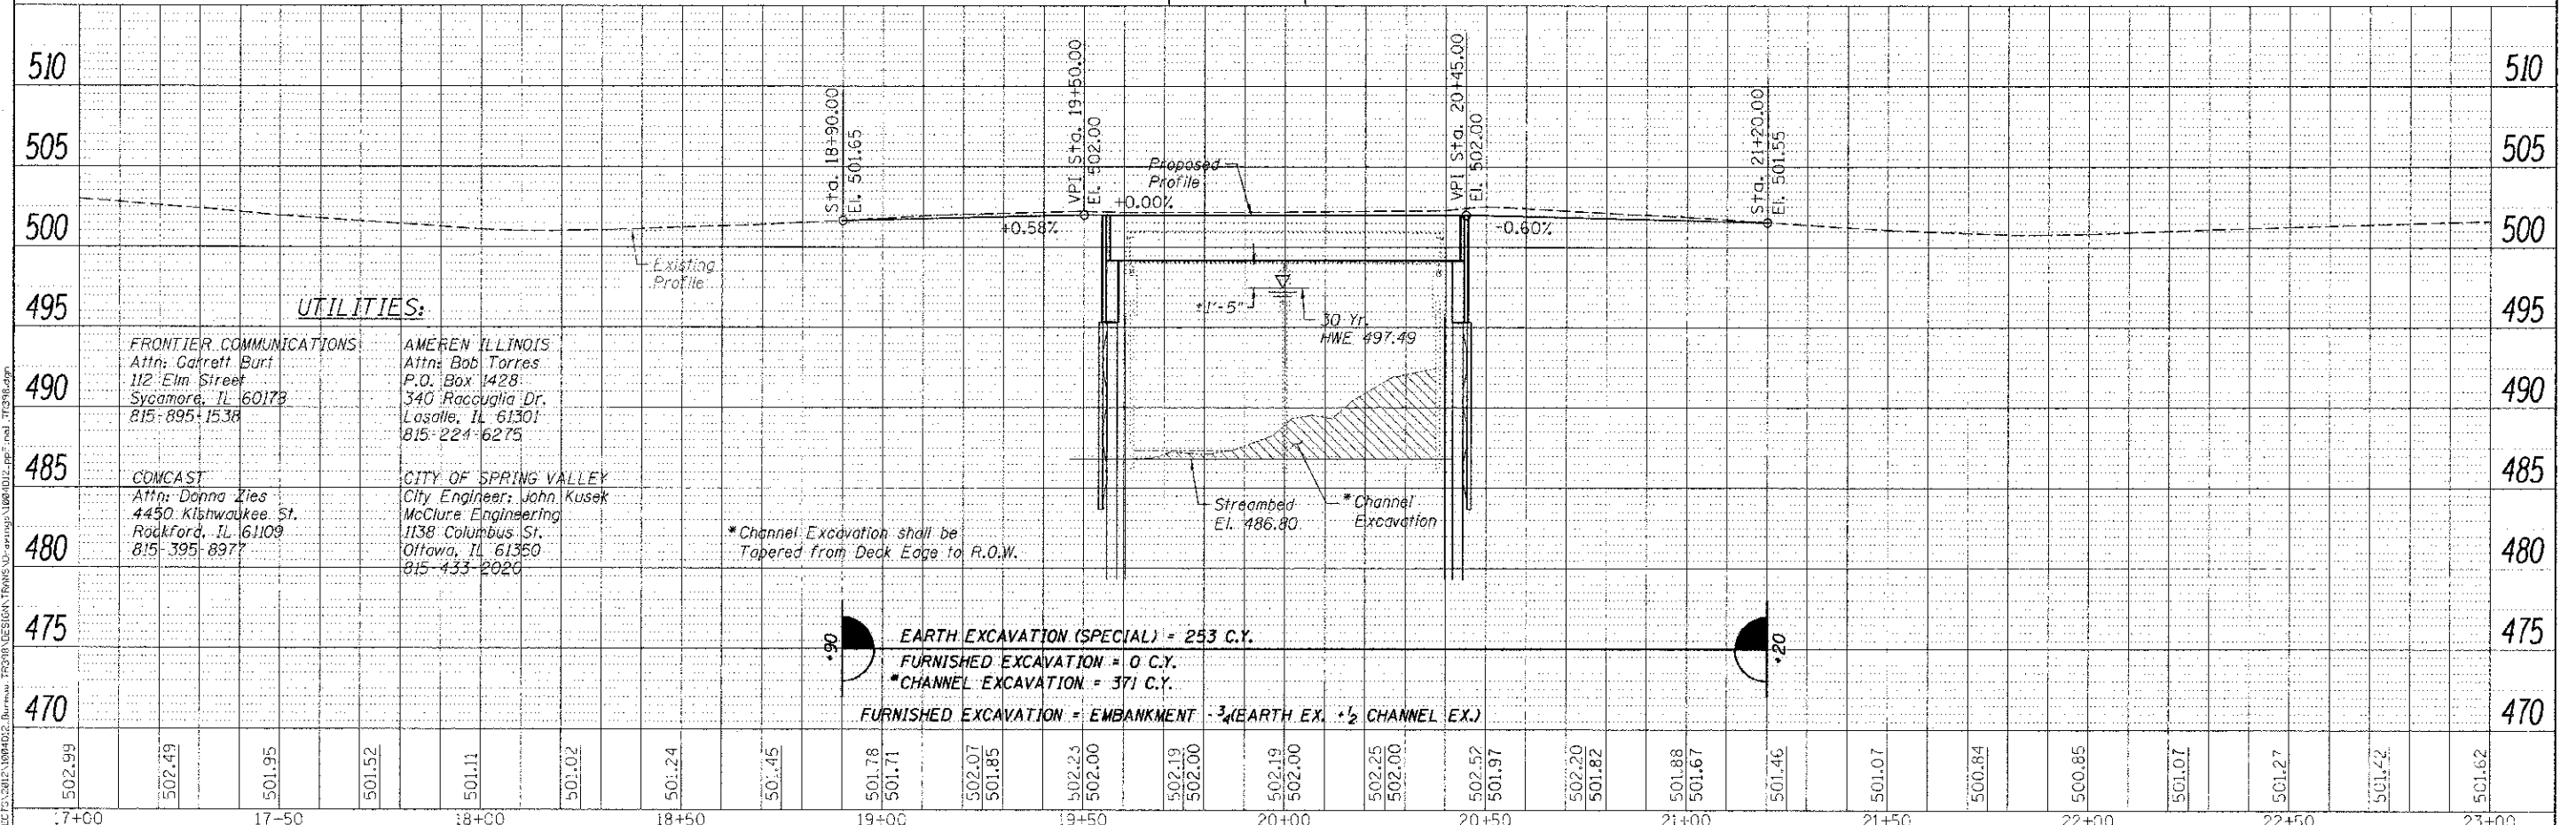 510
505
500
495
490
485
480
475
470
510
505
500
495
490
485
480
475
470
Sta. 18+90.00
El. 501.65
VPI Sta. 19+50.00
El. 502.00
VPI Sta. 20+45.00
El. 502.00
Sta. 21+20.00
El. 501.55
Proposed
Profile
+0.00%
+0.58%
-0.60%
Existing
Profile
±1'-5"
30 Yr.
HWE 497.49
Streambed
El. 486.80
*Channel
Excavation
*Channel Excavation shall be
Tapered from Deck Edge to R.O.W.
UTILITIES:
FRONTIER COMMUNICATIONS
Attn: Garrett Burt
112 Elm Street
Sycamore, IL 60178
815-895-1538
AMEREN ILLINOIS
Attn: Bob Torres
P.O. Box 1428
340 Raccuglia Dr.
Lasalle, IL 61301
815-224-6275
COMCAST
Attn: Donna Zies
4450 Kishwaukee St.
Rockford, IL 61109
815-395-8977
CITY OF SPRING VALLEY
City Engineer: John Kusek
McClure Engineering
1138 Columbus St.
Ottawa, IL 61350
815-433-2020
+90
EARTH EXCAVATION (SPECIAL) = 253 C.Y.
FURNISHED EXCAVATION = 0 C.Y.
*CHANNEL EXCAVATION = 371 C.Y.
+20
FURNISHED EXCAVATION = EMBANKMENT - 3/4(EARTH EX. +1/2 CHANNEL EX.)
502.99
502.49
501.95
501.52
501.11
501.02
501.24
501.45
501.78
501.71
502.07
501.85
502.23
502.00
502.19
502.00
502.19
502.00
502.25
502.00
502.52
501.97
502.20
501.82
501.88
501.67
501.46
501.07
500.84
500.85
501.07
501.27
501.42
501.62
17+00
17+50
18+00
18+50
19+00
19+50
20+00
20+50
21+00
21+50
22+00
22+50
23+00